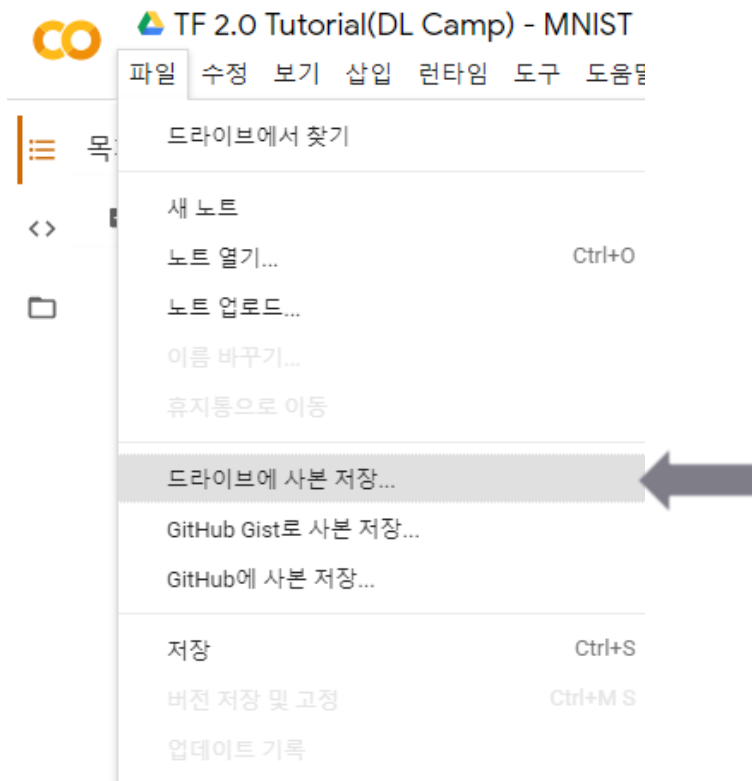 TF 2.0 Tutorial(DL Camp) - MNIST
파일 수정 보기 삽입 런타임 도구
드라이브에서 찾기
새 노트
노트 열기... Ctrl+O
노트 업로드...
이름 바꾸기...
휴지통으로 이동
드라이브에 사본 저장...
GitHub Gist로 사본 저장...
GitHub에 사본 저장...
저장 Ctrl+S
버전 저장 및 고정 Ctrl+M S
업데이트 기록